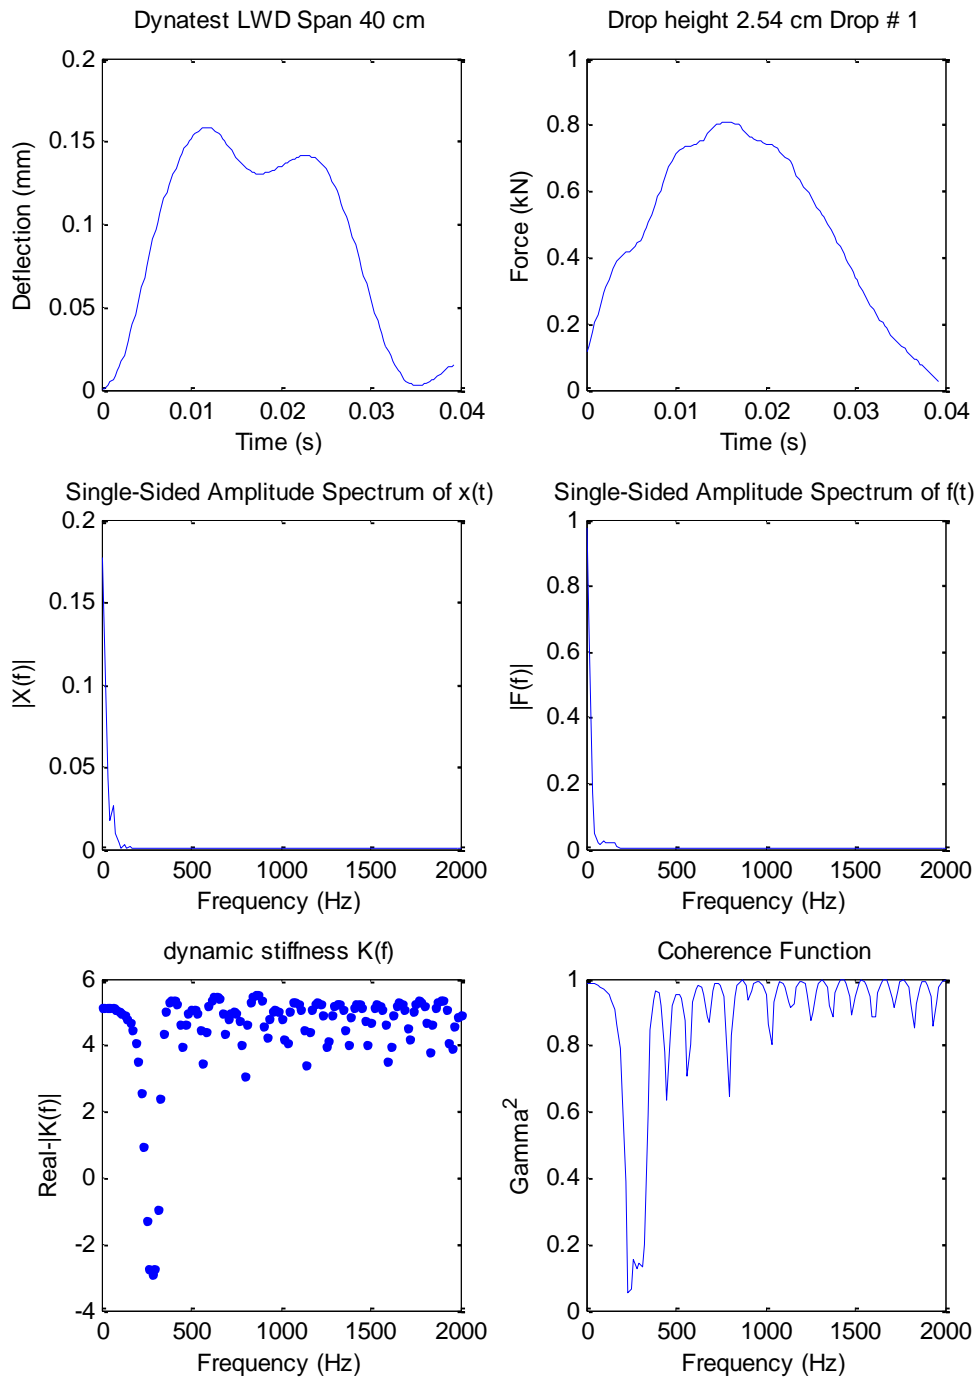 Dynatest LWD Span 40 cm
Drop height 2.54 cm Drop # 1
0.2
0.15
0.1
0.05
0
Deflection (mm)
0 0.01 0.02 0.03 0.04
Time (s)
1
0.8
0.6
0.4
0.2
0
Force (kN)
0 0.01 0.02 0.03 0.04
Time (s)
Single-Sided Amplitude Spectrum of x(t)
Single-Sided Amplitude Spectrum of f(t)
0.2
0.15
0.1
0.05
0
|X(f)|
0 500 1000 1500 2000
Frequency (Hz)
1
0.8
0.6
0.4
0.2
0
|F(f)|
0 500 1000 1500 2000
Frequency (Hz)
dynamic stiffness K(f)
Coherence Function
6
4
2
0
-2
-4
Real-|K(f)|
0 500 1000 1500 2000
Frequency (Hz)
1
0.8
0.6
0.4
0.2
0
Gamma²
0 500 1000 1500 2000
Frequency (Hz)